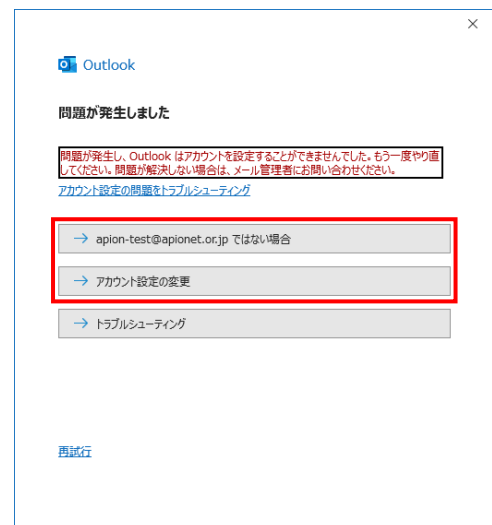 Outlook
問題が発生しました
問題が発生し、Outlook はアカウントを設定することができませんでした。もう一度やり直
してください。問題が解決しない場合は、メール管理者にお問い合わせください。
アカウント設定の問題をトラブルシューティング
→ apion-test@apionet.or.jp ではない場合
→ アカウント設定の変更
→ トラブルシューティング
再試行